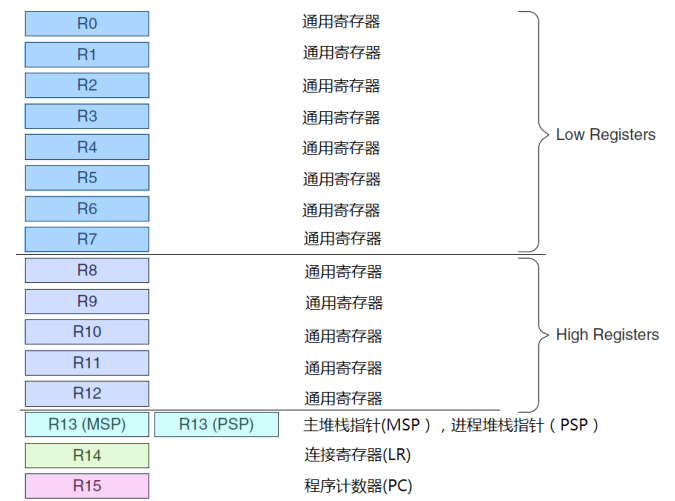 R0 通用寄存器
R1 通用寄存器
R2 通用寄存器
R3 通用寄存器
R4 通用寄存器 Low Registers
R5 通用寄存器
R6 通用寄存器
R7 通用寄存器
R8 通用寄存器
R9 通用寄存器
R10 通用寄存器 High Registers
R11 通用寄存器
R12 通用寄存器
R13 (MSP) R13 (PSP) 主堆栈指针(MSP），进程堆栈指针（PSP）
R14 连接寄存器(LR)
R15 程序计数器(PC)